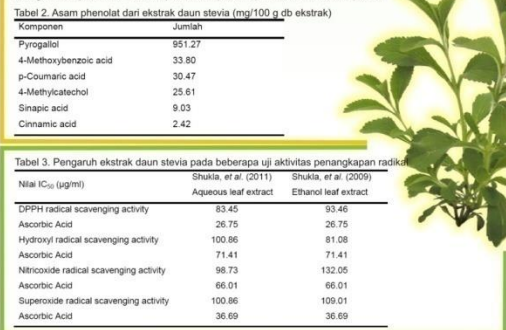 Tabel 2. Asam phenolat dari ekstrak daun stevia (mg/100 g db ekstrak)
Komponen Jumlah
Pyrogallol 951.27
4-Methoxybenzoic acid 33.80
p-Coumaric acid 30.47
4-Methylcatechol 25.61
Sinapic acid 9.03
Cinnamic acid 2.42
Tabel 3. Pengaruh ekstrak daun stevia pada beberapa uji aktivitas penangkapan radikal
Nilai IC50 (µg/ml) Shukla, et al. (2011) Shukla, et al. (2009)
Aqueous leaf extract Ethanol leaf extract
DPPH radical scavenging activity 83.45 93.46
Ascorbic Acid 26.75 26.75
Hydroxyl radical scavenging activity 100.86 81.08
Ascorbic Acid 71.41 71.41
Nitricoxide radical scavenging activity 98.73 132.05
Ascorbic Acid 66.01 66.01
Superoxide radical scavenging activity 100.86 109.01
Ascorbic Acid 36.69 36.69